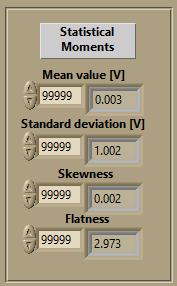 Statistical
Moments
Mean value [V]
99999 0.003
Standard deviation [V]
99999 1.002
Skewness
99999 0.002
Flatness
99999 2.973